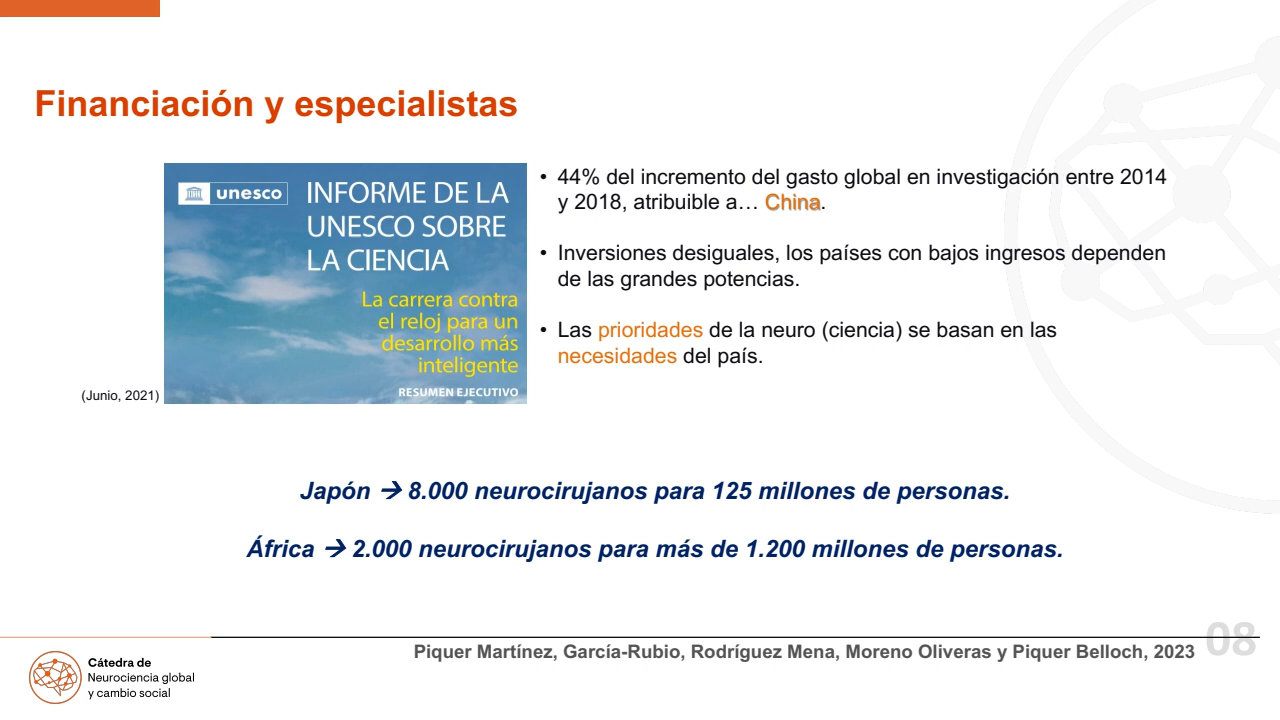 Financiación y especialistas
unesco
INFORME DE LA
UNESCO SOBRE
LA CIENCIA
La carrera contra
el reloj para un
desarrollo más
inteligente
RESUMEN EJECUTIVO
(Junio, 2021)
• 44% del incremento del gasto global en investigación entre 2014
y 2018, atribuible a… China.
• Inversiones desiguales, los países con bajos ingresos dependen
de las grandes potencias.
• Las prioridades de la neuro (ciencia) se basan en las
necesidades del país.
Japón → 8.000 neurocirujanos para 125 millones de personas.
África → 2.000 neurocirujanos para más de 1.200 millones de personas.
Piquer Martínez, García-Rubio, Rodríguez Mena, Moreno Oliveras y Piquer Belloch, 2023
08
Cátedra de
Neurociencia global
y cambio social